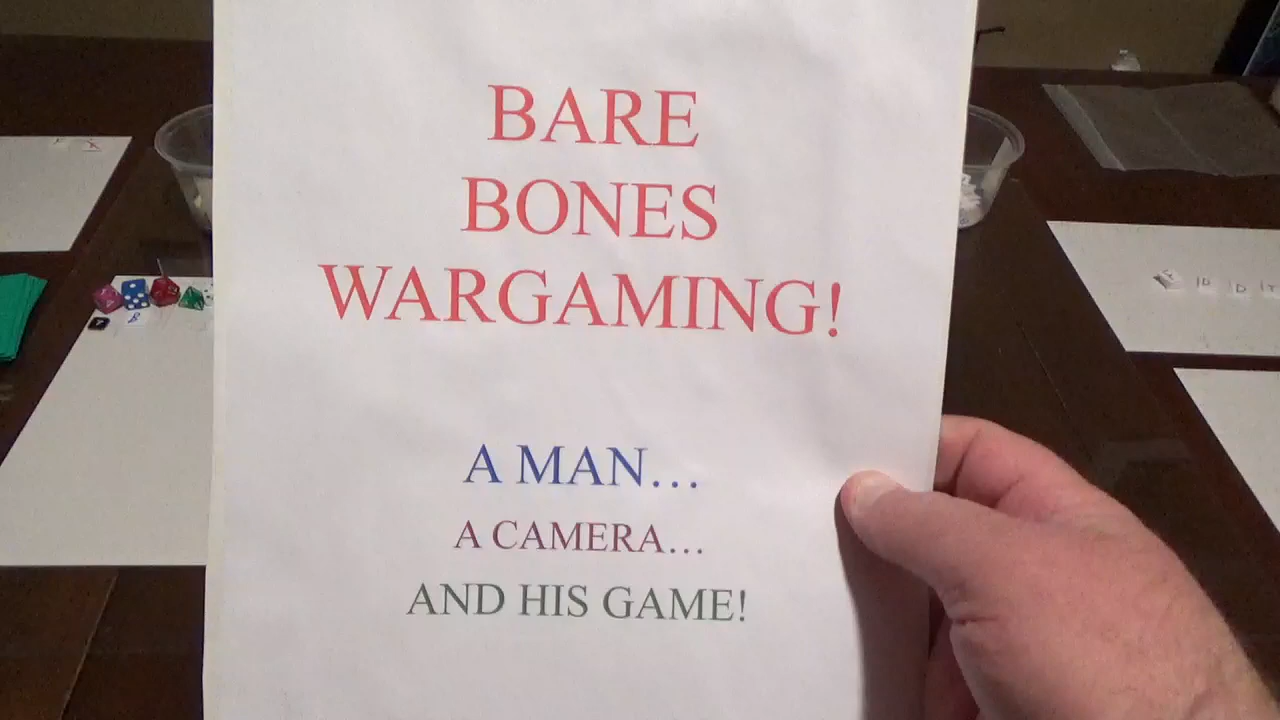 BARE
BONES
WARGAMING!
A MAN...
A CAMERA...
AND HIS GAME!